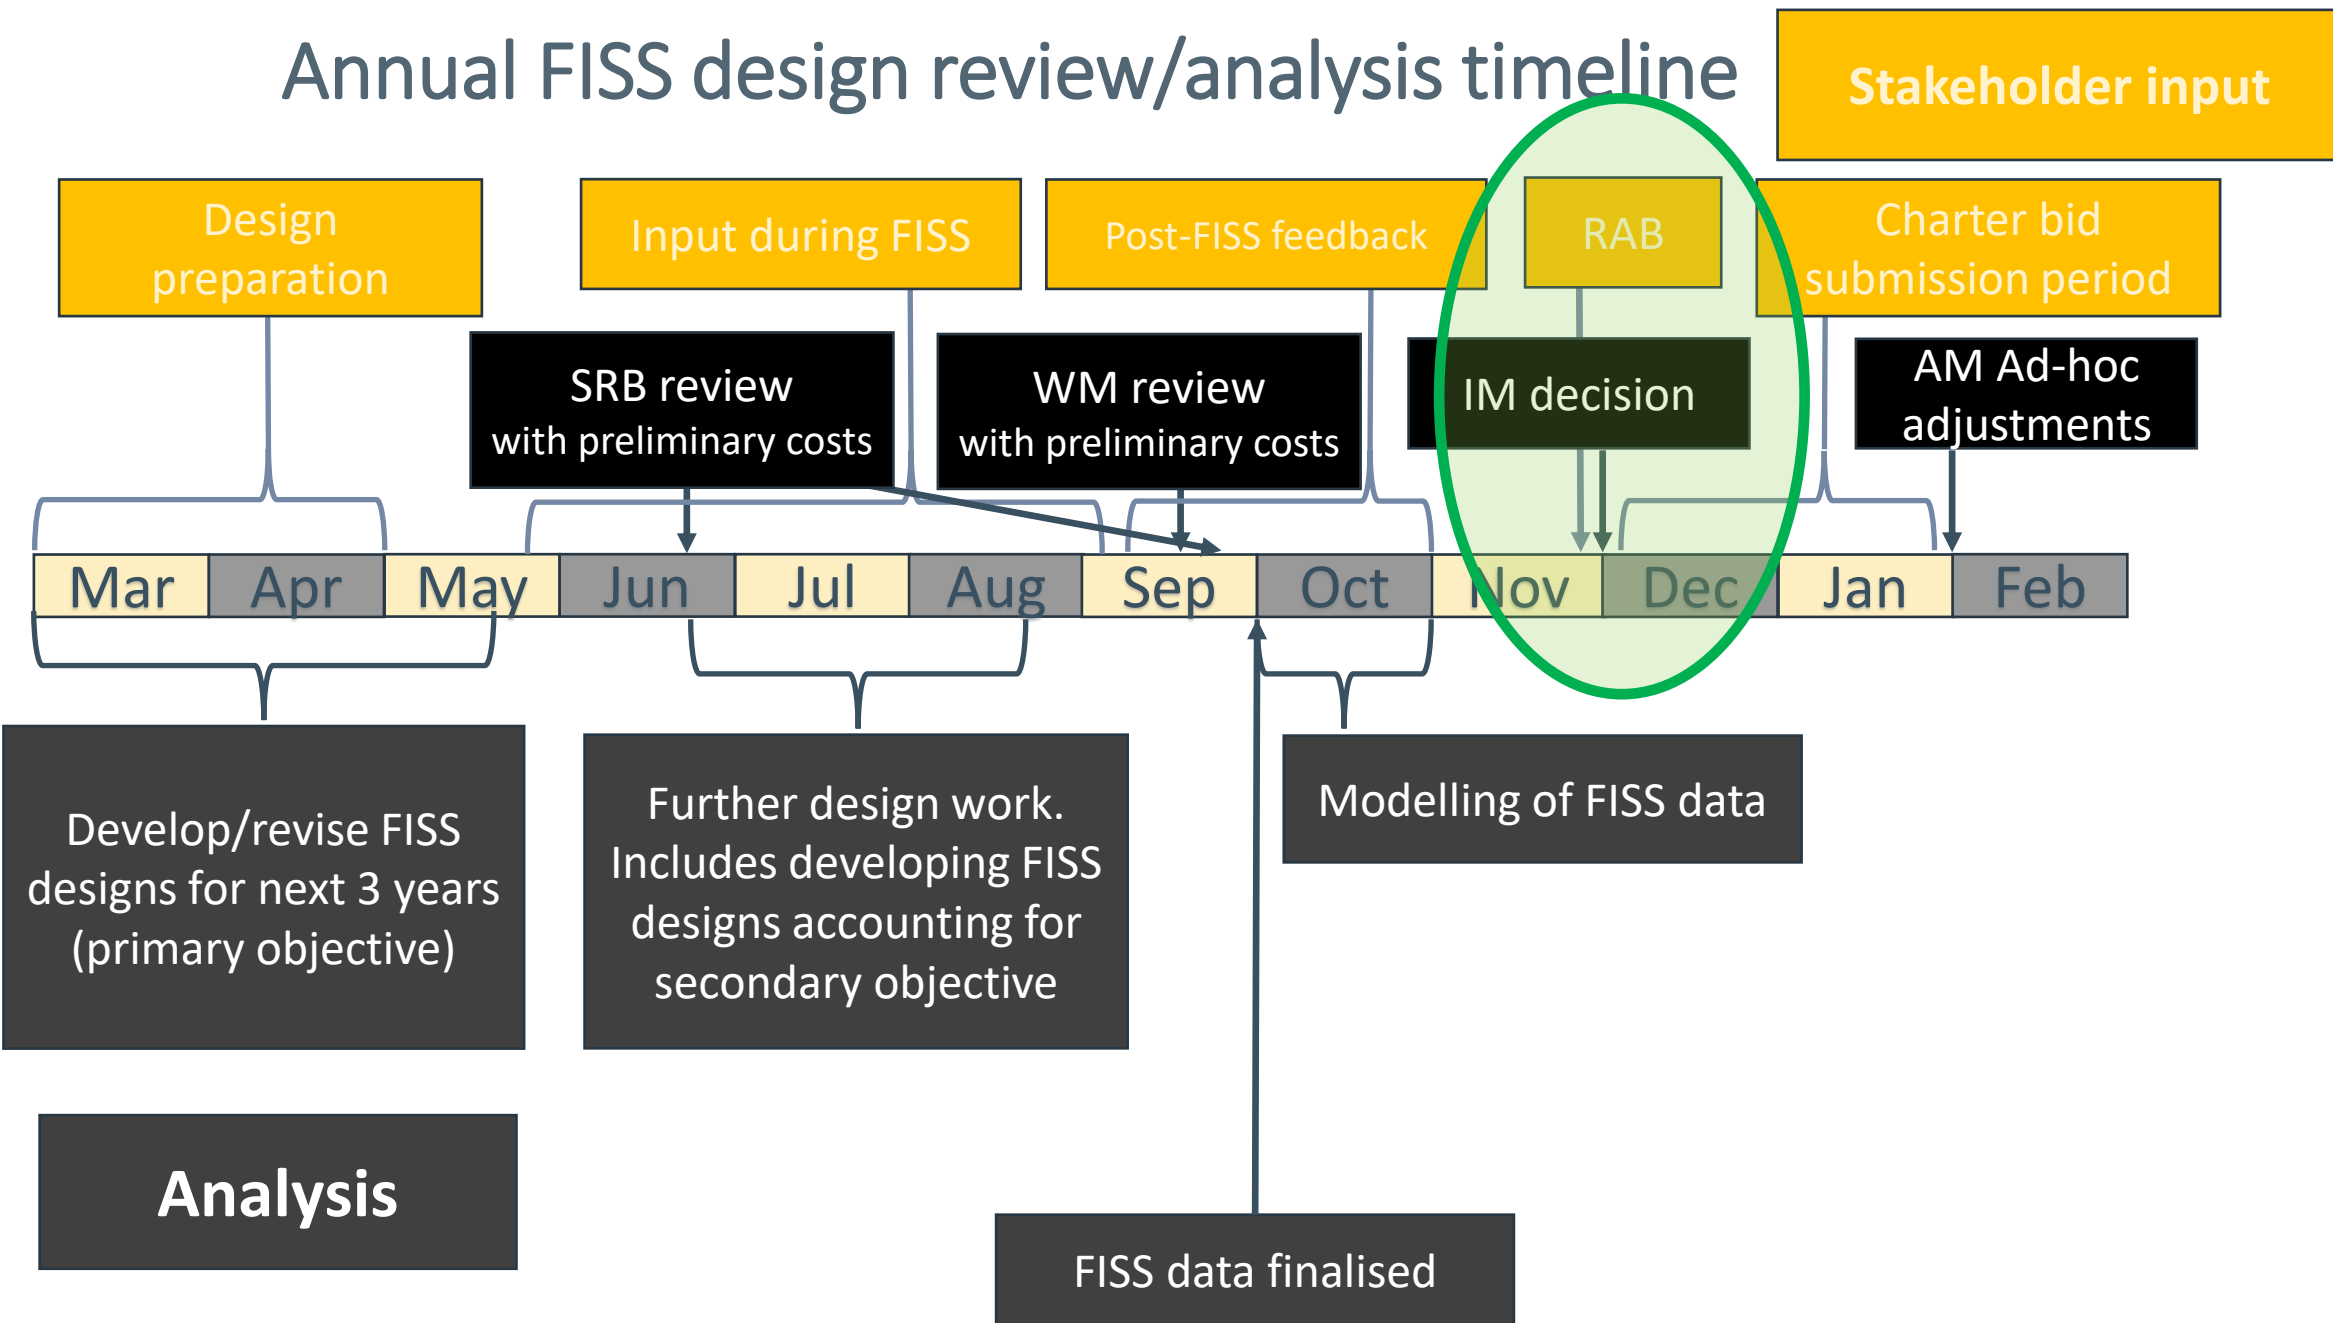 Annual FISS design review/analysis timeline
Stakeholder input
Design
preparation
Input during FISS
Post-FISS feedback
RAB
Charter bid
submission period
SRB review
with preliminary costs
WM review
with preliminary costs
IM decision
AM Ad-hoc
adjustments
Mar Apr May Jun Jul Aug Sep Oct Nov Dec Jan Feb
Develop/revise FISS
designs for next 3 years
(primary objective)
Further design work.
Includes developing FISS
designs accounting for
secondary objective
Modelling of FISS data
Analysis
FISS data finalised